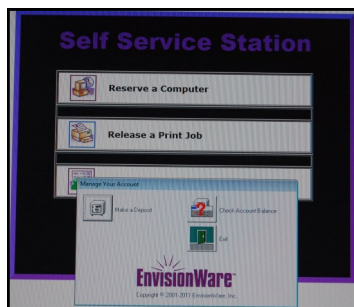 Self Service Station
Reserve a Computer
Release a Print Job
Manage Your Account
Make a Deposit
Check Account Balance
Exit
EnvisionWare™
Copyright © 2001-2011 EnvisionWare, Inc.